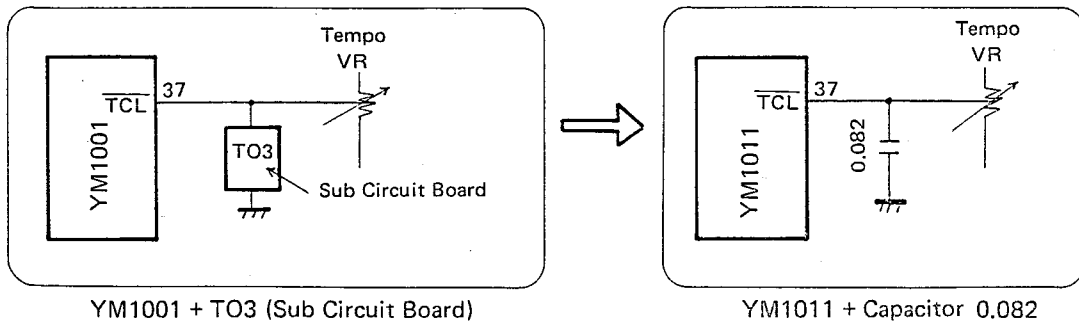 Tempo
VR
37
TCL
YM1001
TO3
Sub Circuit Board
YM1001 + TO3 (Sub Circuit Board)
Tempo
VR
37
TCL
YM1011
0.082
YM1011 + Capacitor 0.082